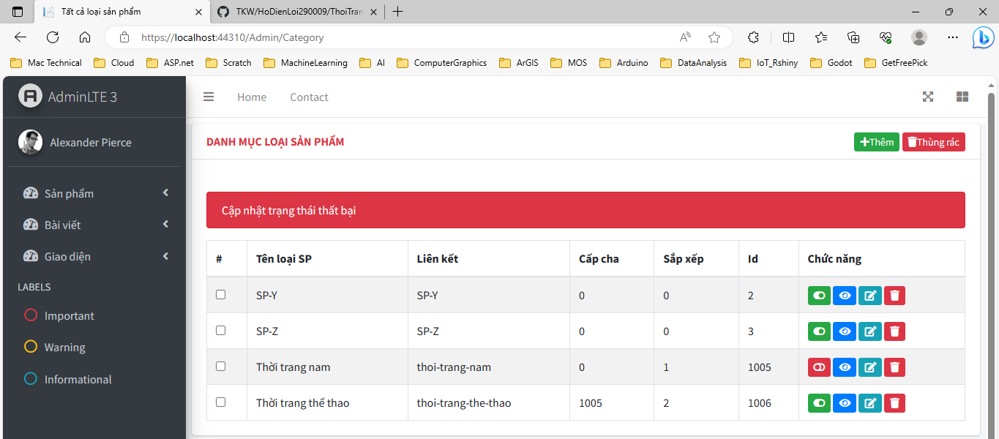 Tất cả loại sản phẩm
TKW/HoDienLoi290009/ThoiTran
https://localhost:44310/Admin/Category
Mac Technical Cloud ASP.net Scratch MachineLearning AI ComputerGraphics ArGIS MOS Arduino DataAnalysis IoT_Rshiny Godot GetFreePick
AdminLTE 3
Home Contact
Alexander Pierce
DANH MỤC LOẠI SẢN PHẨM
Thêm Thùng rác
Sản phẩm
Bài viết
Giao diện
LABELS
Important
Warning
Informational
Cập nhật trạng thái thất bại
# Tên loại SP Liên kết Cấp cha Sắp xếp Id Chức năng
SP-Y SP-Y 0 0 2
SP-Z SP-Z 0 0 3
Thời trang nam thoi-trang-nam 0 1 1005
Thời trang thể thao thoi-trang-the-thao 1005 2 1006